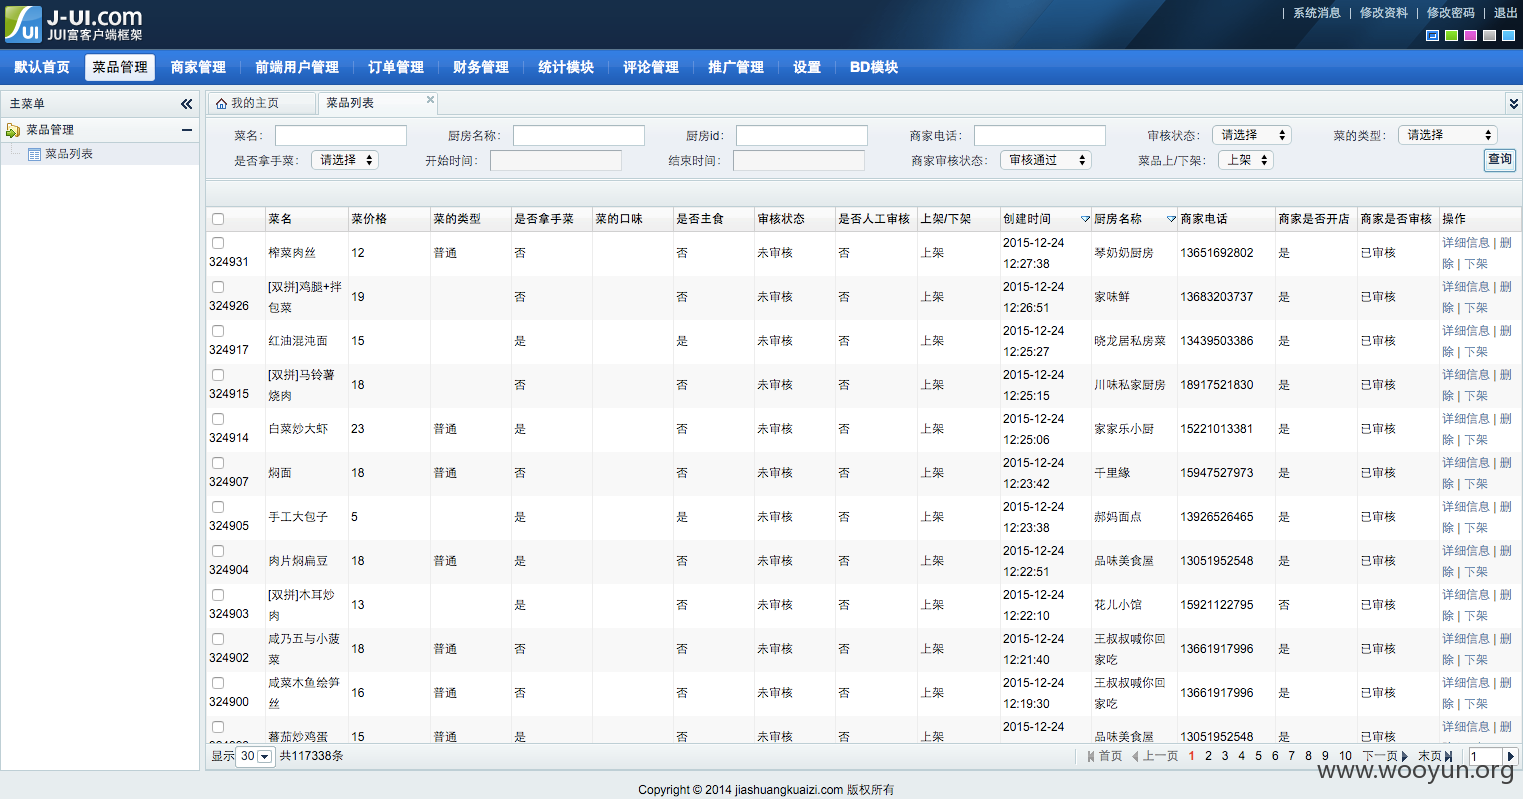 J-UI.com
JUI富客户端框架
| 系统消息 | 修改资料 | 修改密码 | 退出
默认首页 菜品管理 商家管理 前端用户管理 订单管理 财务管理 统计模块 评论管理 推广管理 设置 BD模块
主菜单
菜品管理
菜品列表
我的主页 菜品列表
菜名: 厨房名称: 厨房id: 商家电话: 审核状态: 请选择 菜的类型: 请选择
是否拿手菜: 请选择 开始时间: 结束时间: 商家审核状态: 审核通过 菜品上/下架: 上架 查询
菜名 菜价格 菜的类型 是否拿手菜 菜的口味 是否主食 审核状态 是否人工审核 上架/下架 创建时间 厨房名称 商家电话 商家是否开店 商家是否审核 操作
324931 榨菜肉丝 12 普通 否 否 未审核 否 上架 2015-12-24 12:27:38 琴奶奶厨房 13651692802 是 已审核 详细信息 | 删除 | 下架
324926 [双拼]鸡腿+拌包菜 19 否 否 未审核 否 上架 2015-12-24 12:26:51 家味鲜 13683203737 是 已审核 详细信息 | 删除 | 下架
324917 红油混沌面 15 是 是 未审核 否 上架 2015-12-24 12:25:27 晓龙居私房菜 13439503386 是 已审核 详细信息 | 删除 | 下架
324915 [双拼]马铃薯烧肉 18 否 否 未审核 否 上架 2015-12-24 12:25:15 川味私家厨房 18917521830 是 已审核 详细信息 | 删除 | 下架
324914 白菜炒大虾 23 普通 是 否 未审核 否 上架 2015-12-24 12:25:06 家家乐小厨 15221013381 是 已审核 详细信息 | 删除 | 下架
324907 焖面 18 普通 否 否 未审核 否 上架 2015-12-24 12:23:42 千里緣 15947527973 是 已审核 详细信息 | 删除 | 下架
324905 手工大包子 5 是 是 未审核 否 上架 2015-12-24 12:23:38 郝妈面点 13926526465 是 已审核 详细信息 | 删除 | 下架
324904 肉片焖扁豆 18 普通 是 否 未审核 否 上架 2015-12-24 12:22:51 品味美食屋 13051952548 是 已审核 详细信息 | 删除 | 下架
324903 [双拼]木耳炒肉 13 是 否 未审核 否 上架 2015-12-24 12:22:10 花儿小馆 15921122795 否 已审核 详细信息 | 删除 | 下架
324902 咸乃五与小菠菜 18 普通 否 否 未审核 否 上架 2015-12-24 12:21:40 王叔叔喊你回家吃 13661917996 是 已审核 详细信息 | 删除 | 下架
324900 咸菜木鱼绘笋丝 16 普通 否 否 未审核 否 上架 2015-12-24 12:19:30 王叔叔喊你回家吃 13661917996 是 已审核 详细信息 | 删除 | 下架
蕃茄炒鸡蛋 15 普通 是 否 未审核 否 上架 2015-12-24 品味美食屋 13051952548 是 已审核 详细信息 | 删
显示 30 共117338条 首页 上一页 1 2 3 4 5 6 7 8 9 10 下一页 末页 1
www.wooyun.org
Copyright © 2014 jiashuangkuaizi.com 版权所有